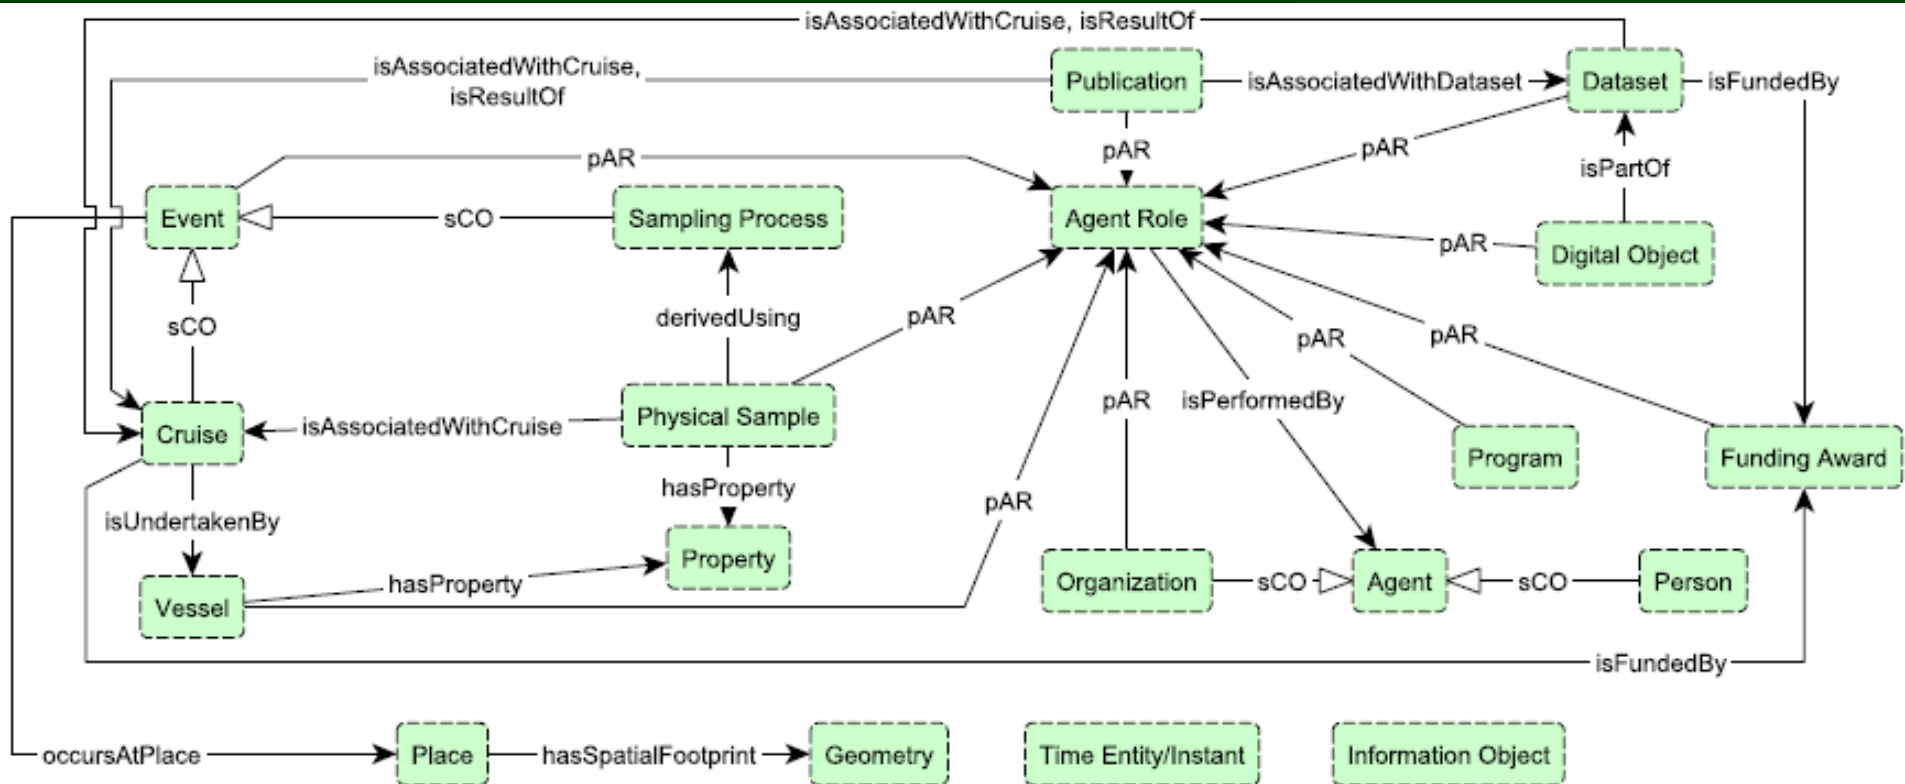 isAssociatedWithCruise, isResultOf
isAssociatedWithCruise,
isResultOf
Publication
isAssociatedWithDataset
Dataset
isFundedBy
pAR
pAR
pAR
isPartOf
Event
sCO
Sampling Process
Agent Role
pAR
Digital Object
sCO
derivedUsing
pAR
pAR
pAR
Cruise
isAssociatedWithCruise
Physical Sample
pAR
isPerformedBy
Program
Funding Award
hasProperty
pAR
isUndertakenBy
Property
Vessel
hasProperty
Organization
sCO
Agent
sCO
Person
isFundedBy
occursAtPlace
Place
hasSpatialFootprint
Geometry
Time Entity/Instant
Information Object